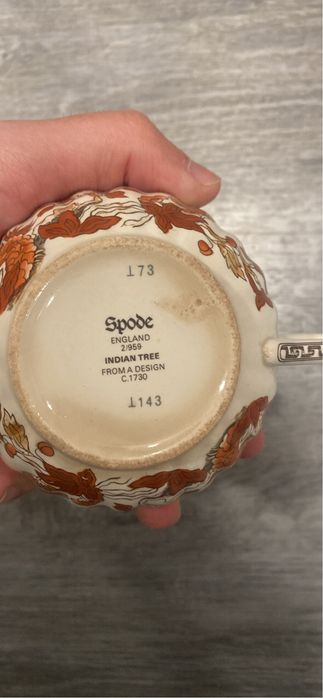 ⊥73
Spode
ENGLAND
2/959
INDIAN TREE
FROM A DESIGN
C.1730
⊥143